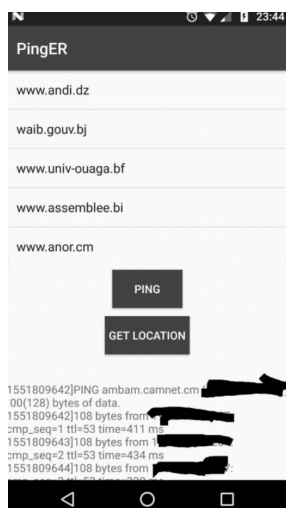 23:44
PingER
www.andi.dz
waib.gouv.bj
www.univ-ouaga.bf
www.assemblee.bi
www.anor.cm
PING
GET LOCATION
1551809642]PING ambam.camnet.cm
00(128) bytes of data.
1551809642]108 bytes from
cmp_seq=1 ttl=53 time=411 ms
1551809643]108 bytes from 1
cmp_seq=2 ttl=53 time=434 ms
1551809644]108 bytes from